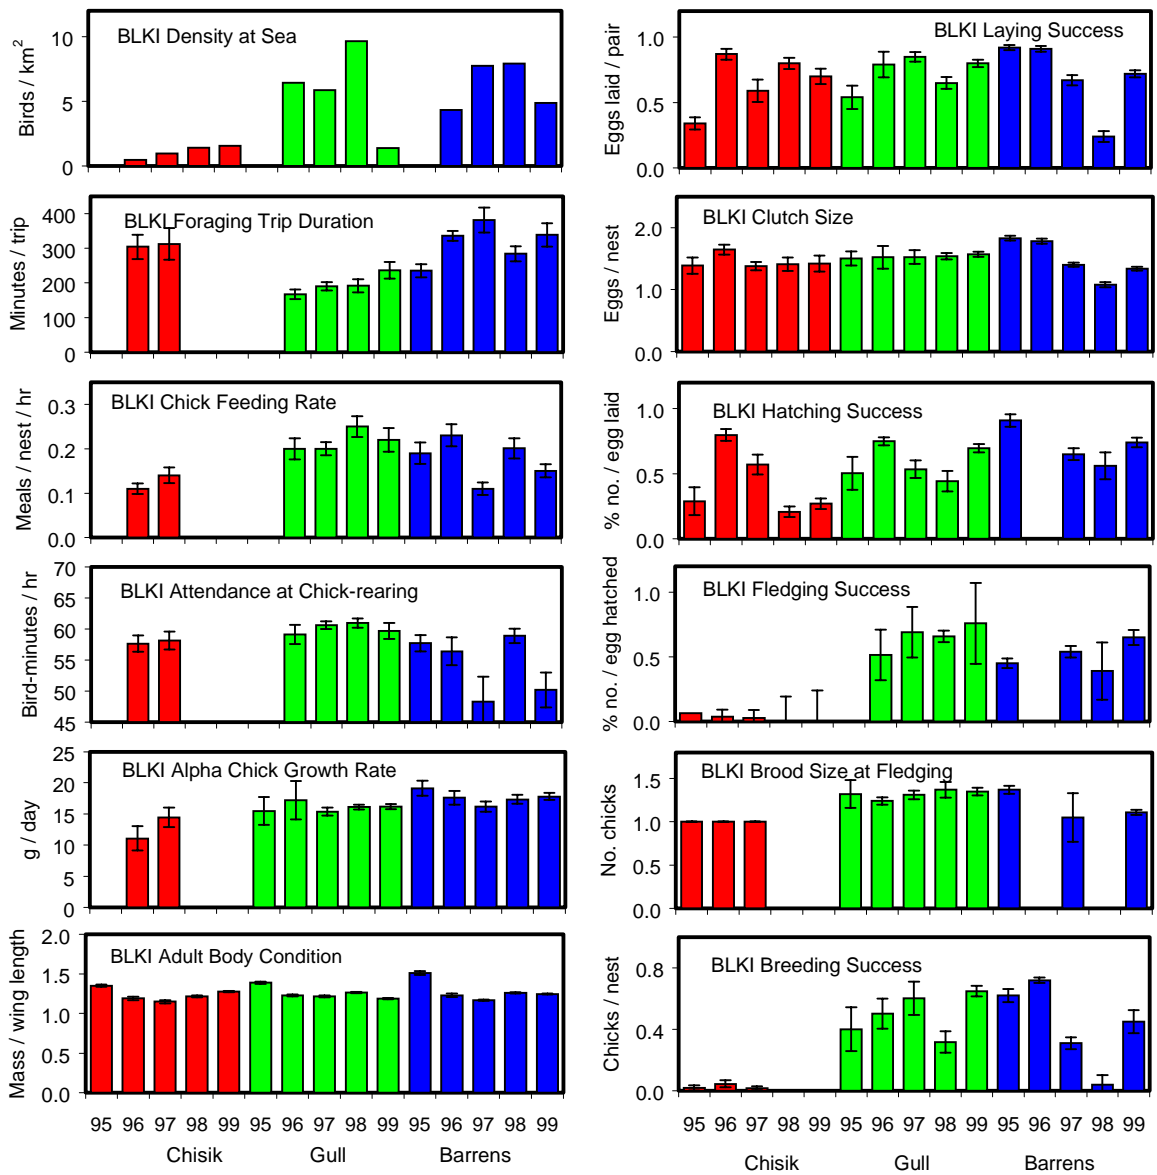 BLKI Density at Sea
Birds / km²
10
5
0
BLKI Foraging Trip Duration
Minutes / trip
400
300
200
100
0
BLKI Chick Feeding Rate
Meals / nest / hr
0.3
0.2
0.1
0.0
BLKI Attendance at Chick-rearing
Bird-minutes / hr
70
65
60
55
50
45
BLKI Alpha Chick Growth Rate
g / day
25
20
15
10
5
0
BLKI Adult Body Condition
Mass / wing length
2.0
1.5
1.0
0.5
0.0
95 96 97 98 99 95 96 97 98 99 95 96 97 98 99
Chisik Gull Barrens
BLKI Laying Success
Eggs laid / pair
1.0
0.5
0.0
BLKI Clutch Size
Eggs / nest
2.0
1.0
0.0
BLKI Hatching Success
% no. / egg laid
1.0
0.5
0.0
BLKI Fledging Success
% no. / egg hatched
1.0
0.5
0.0
BLKI Brood Size at Fledging
No. chicks
1.5
1.0
0.5
0.0
BLKI Breeding Success
Chicks / nest
0.8
0.4
0.0
95 96 97 98 99 95 96 97 98 99 95 96 97 98 99
Chisik Gull Barrens